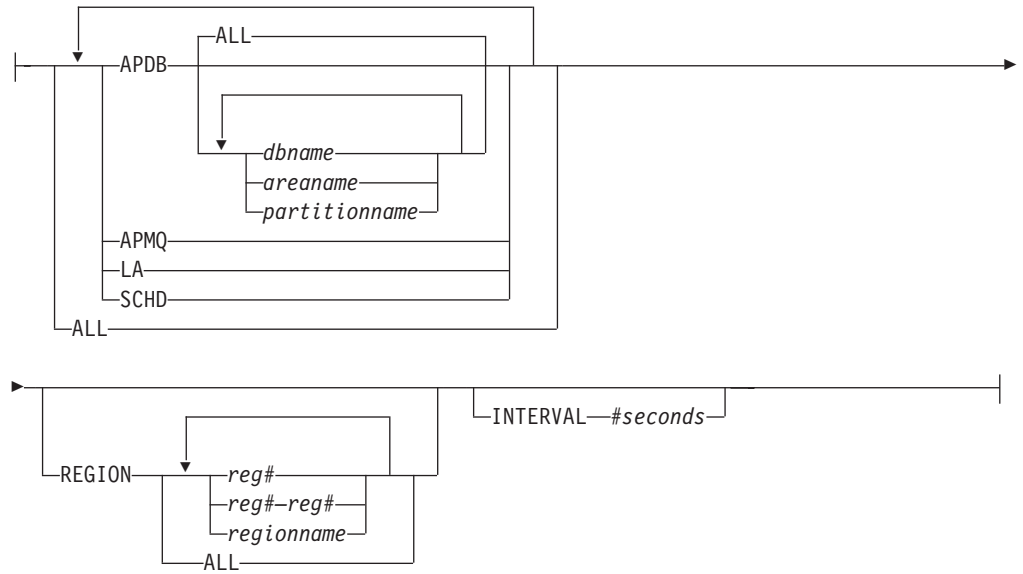 ALL
APDB
dbname
areaname
partitionname
APMQ
LA
SCHD
ALL
INTERVAL #seconds
REGION reg#
reg#–reg#
regionname
ALL